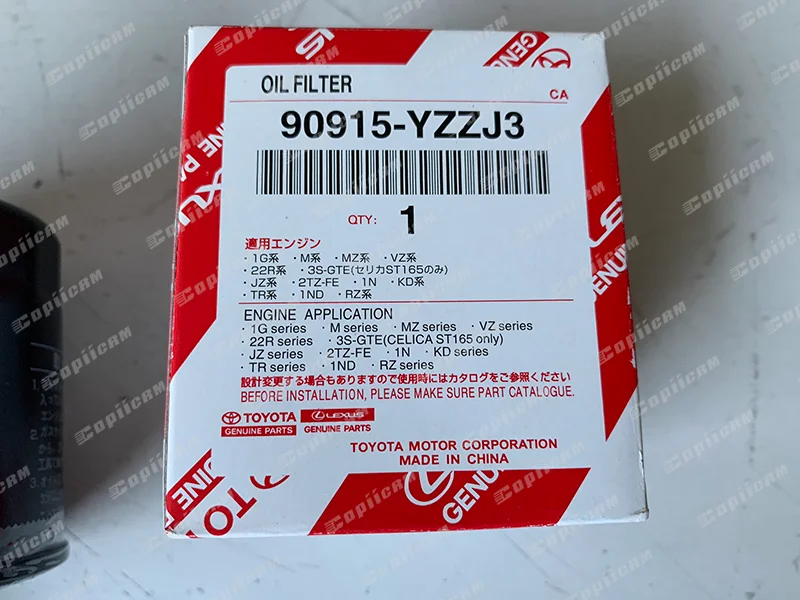 OIL FILTER
CA
90915-YZZJ3
QTY: 1
適用エンジン
・1G系 ・M系 ・MZ系 ・VZ系
・22R系 ・3S-GTE(セリカST165のみ)
・JZ系 ・2TZ-FE ・1N ・KD系
・TR系 ・1ND ・RZ系
ENGINE APPLICATION
・1G series ・M series ・MZ series ・VZ series
・22R series ・3S-GTE(CELICA ST165 only)
・JZ series ・2TZ-FE ・1N ・KD series
・TR series ・1ND ・RZ series
設計変更する場合もありますので使用時にはカタログをご参照ください
BEFORE INSTALLATION, PLEASE MAKE SURE PART CATALOGUE.
TOYOTA LEXUS
GENUINE PARTS GENUINE PARTS
TOYOTA MOTOR CORPORATION
MADE IN CHINA
TOYOTA
Copiicam